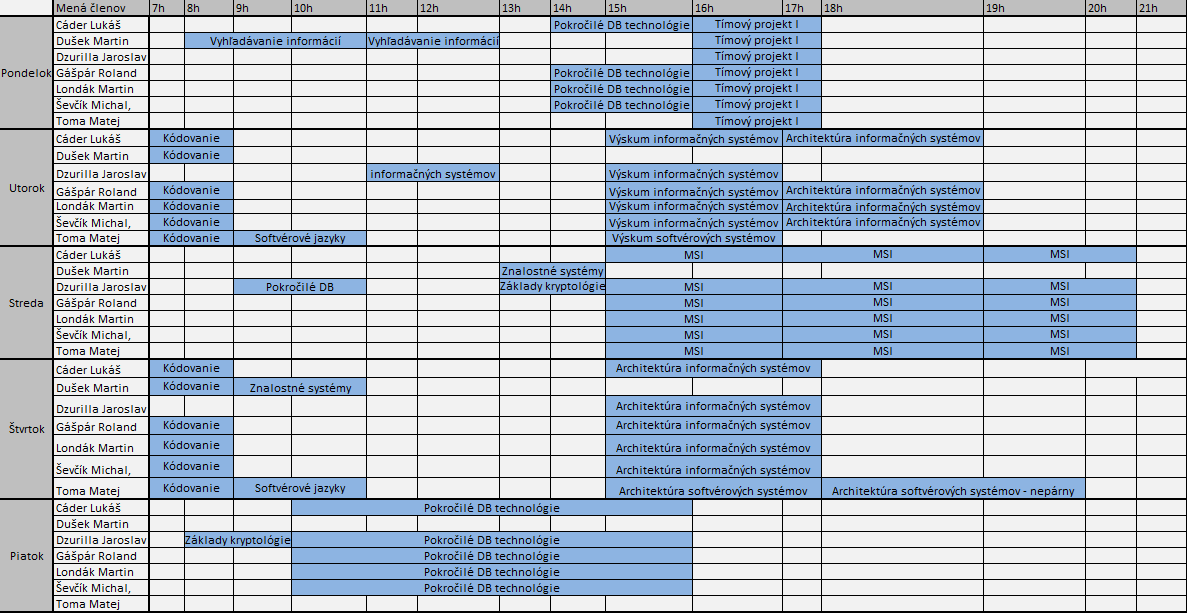 Mená členov 7h 8h 9h 10h 11h 12h 13h 14h 15h 16h 17h 18h 19h 20h 21h
Pondelok
Cáder Lukáš Pokročilé DB technológie Tímový projekt I
Dušek Martin Vyhľadávanie informácií Vyhľadávanie informácií Tímový projekt I
Dzurilla Jaroslav Tímový projekt I
Gášpár Roland Pokročilé DB technológie Tímový projekt I
Londák Martin Pokročilé DB technológie Tímový projekt I
Ševčík Michal, Pokročilé DB technológie Tímový projekt I
Toma Matej Tímový projekt I
Utorok
Cáder Lukáš Kódovanie Výskum informačných systémov Architektúra informačných systémov
Dušek Martin Kódovanie
Dzurilla Jaroslav informačných systémov Výskum informačných systémov
Gášpár Roland Kódovanie Výskum informačných systémov Architektúra informačných systémov
Londák Martin Kódovanie Výskum informačných systémov Architektúra informačných systémov
Ševčík Michal, Kódovanie Výskum informačných systémov Architektúra informačných systémov
Toma Matej Kódovanie Softvérové jazyky Výskum softvérových systémov
Streda
Cáder Lukáš MSI MSI MSI
Dušek Martin Znalostné systémy
Dzurilla Jaroslav Pokročilé DB Základy kryptológie MSI MSI MSI
Gášpár Roland MSI MSI MSI
Londák Martin MSI MSI MSI
Ševčík Michal, MSI MSI MSI
Toma Matej MSI MSI MSI
Štvrtok
Cáder Lukáš Kódovanie Architektúra informačných systémov
Dušek Martin Kódovanie Znalostné systémy
Dzurilla Jaroslav Architektúra informačných systémov
Gášpár Roland Kódovanie Architektúra informačných systémov
Londák Martin Kódovanie Architektúra informačných systémov
Ševčík Michal, Kódovanie Architektúra informačných systémov
Toma Matej Kódovanie Softvérové jazyky Architektúra softvérových systémov Architektúra softvérových systémov - nepárny
Piatok
Cáder Lukáš Pokročilé DB technológie
Dušek Martin
Dzurilla Jaroslav Základy kryptológie Pokročilé DB technológie
Gášpár Roland Pokročilé DB technológie
Londák Martin Pokročilé DB technológie
Ševčík Michal, Pokročilé DB technológie
Toma Matej